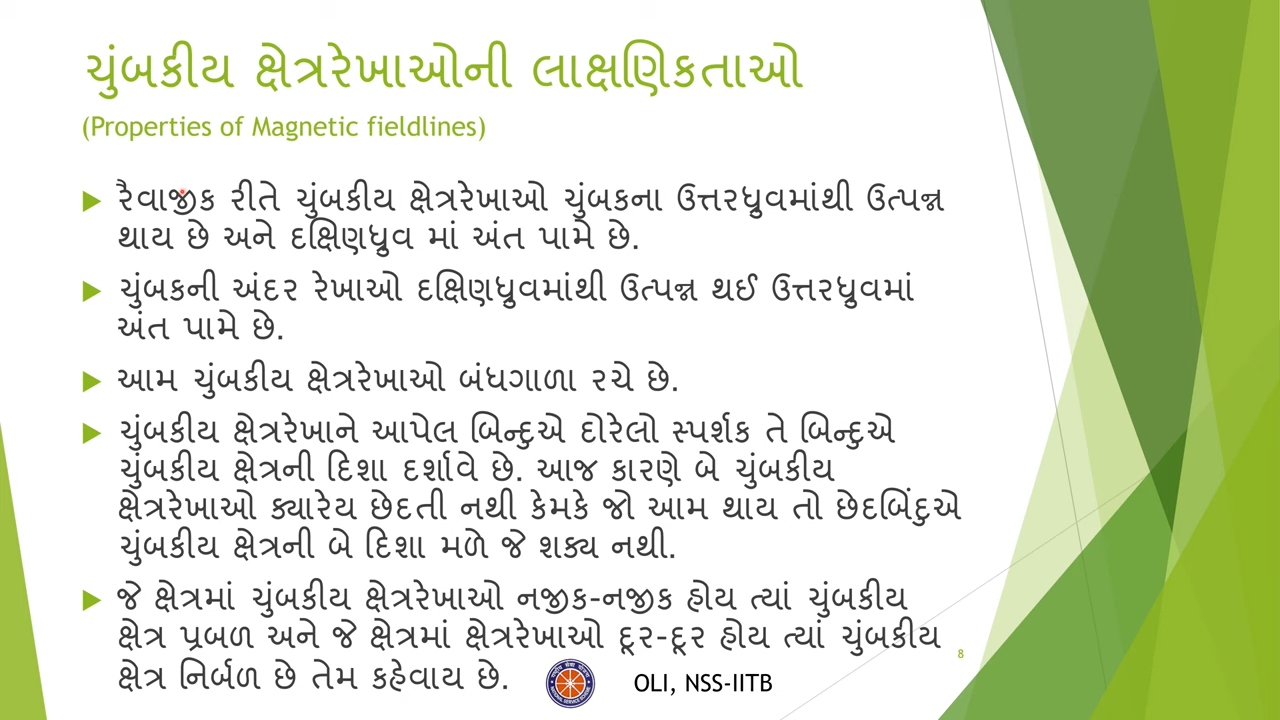 ચુંબકીય ક્ષેત્રરેખાઓની લાક્ષણિકતાઓ
(Properties of Magnetic fieldlines)
રૈવાજીક રીતે ચુંબકીય ક્ષેત્રરેખાઓ ચુંબકના ઉત્તરધ્રુવમાંથી ઉત્પન્ન
થાય છે અને દક્ષિણધ્રુવ માં અંત પામે છે.
ચુંબકની અંદર રેખાઓ દક્ષિણધ્રુવમાંથી ઉત્પન્ન થઈ ઉત્તરધ્રુવમાં
અંત પામે છે.
આમ ચુંબકીય ક્ષેત્રરેખાઓ બંધગાળા રચે છે.
ચુંબકીય ક્ષેત્રરેખાને આપેલ બિન્દુએ દોરેલો સ્પર્શક તે બિન્દુએ
ચુંબકીય ક્ષેત્રની દિશા દર્શાવે છે. આજ કારણે બે ચુંબકીય
ક્ષેત્રરેખાઓ ક્યારેય છેદતી નથી કેમકે જો આમ થાય તો છેદબિંદુએ
ચુંબકીય ક્ષેત્રની બે દિશા મળે જે શક્ય નથી.
જે ક્ષેત્રમાં ચુંબકીય ક્ષેત્રરેખાઓ નજીક-નજીક હોય ત્યાં ચુંબકીય
ક્ષેત્ર પ્રબળ અને જે ક્ષેત્રમાં ક્ષેત્રરેખાઓ દૂર-દૂર હોય ત્યાં ચુંબકીય
ક્ષેત્ર નિર્બળ છે તેમ કહેવાય છે.
8
OLI, NSS-IITB